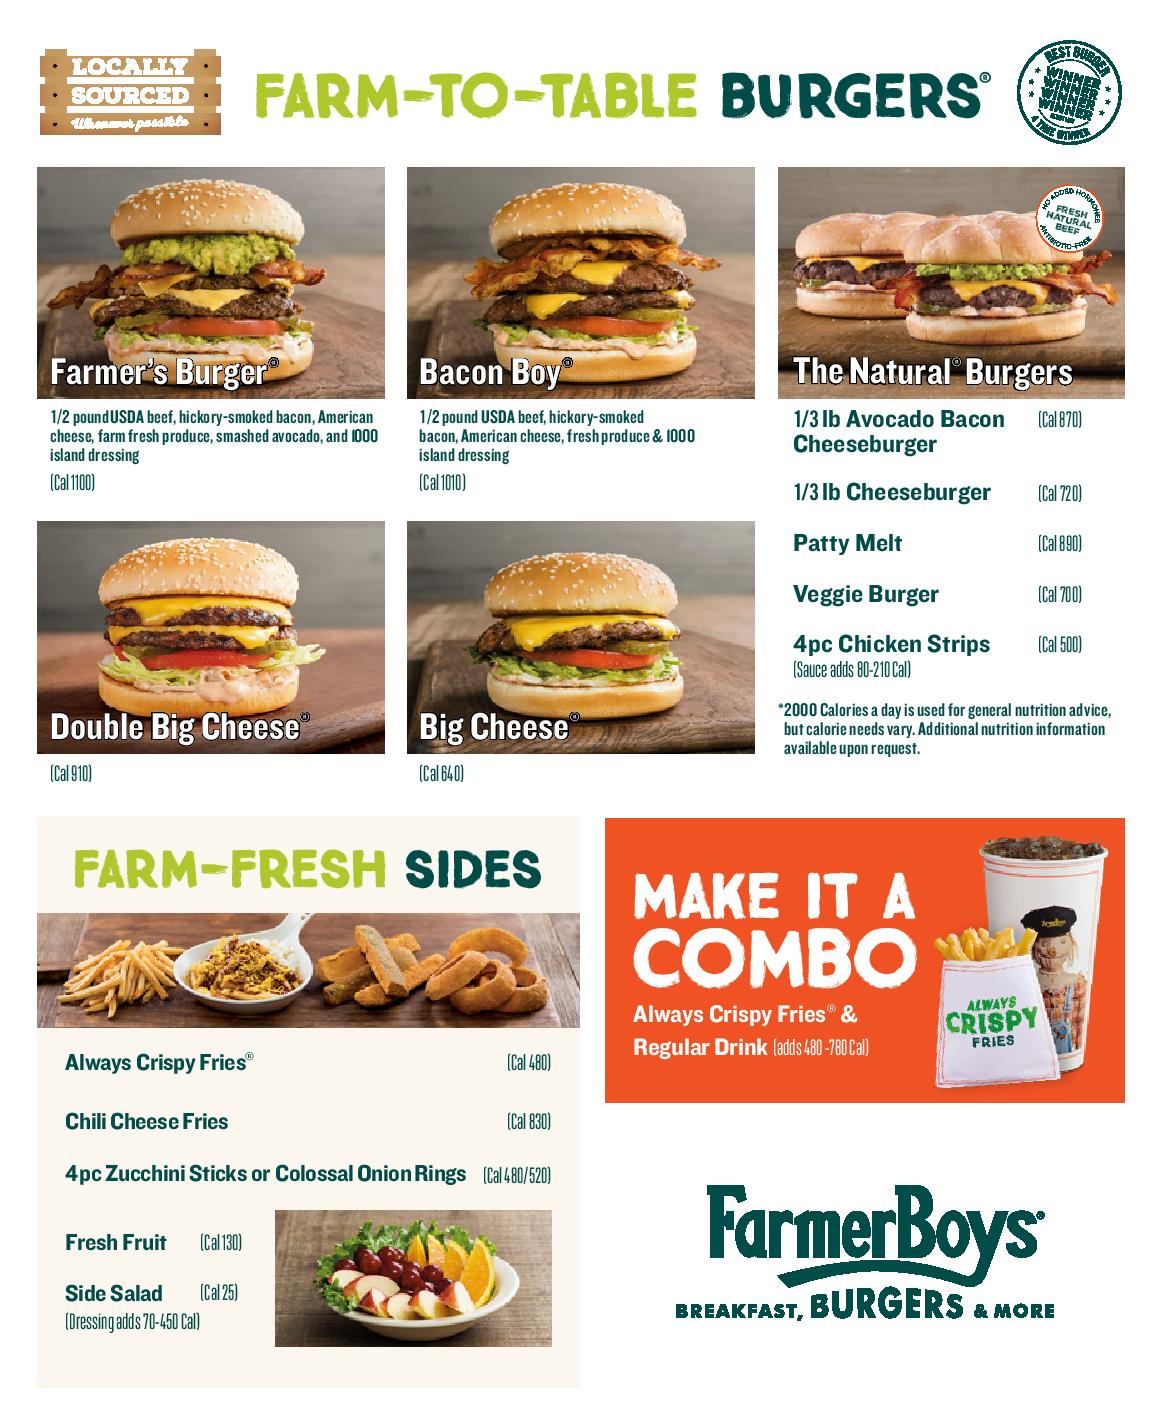 LOCALLY
SOURCED
Whenever possible
FARM-TO-TABLE BURGERS®
BEST BURGER
WINNER
WINNER
WINNER
WINNER
4 TIME WINNER
Farmer's Burger®
1/2 pound USDA beef, hickory-smoked bacon, American
cheese, farm fresh produce, smashed avocado, and 1000
island dressing
(Cal 1100)
Bacon Boy®
1/2 pound USDA beef, hickory-smoked
bacon, American cheese, fresh produce & 1000
island dressing
(Cal 1010)
NO ADDED HORMONES
FRESH
NATURAL
BEEF
ANTIBIOTIC-FREE
The Natural® Burgers
1/3 lb Avocado Bacon (Cal 870)
Cheeseburger
1/3 lb Cheeseburger (Cal 720)
Patty Melt (Cal 890)
Veggie Burger (Cal 700)
4pc Chicken Strips (Cal 500)
(Sauce adds 80-210 Cal)
*2000 Calories a day is used for general nutrition advice,
but calorie needs vary. Additional nutrition information
available upon request.
Double Big Cheese®
(Cal 910)
Big Cheese®
(Cal 640)
FARM-FRESH SIDES
Always Crispy Fries® (Cal 480)
Chili Cheese Fries (Cal 830)
4pc Zucchini Sticks or Colossal Onion Rings (Cal 480/520)
Fresh Fruit (Cal 130)
Side Salad (Cal 25)
(Dressing adds 70-450 Cal)
MAKE IT A
COMBO
Always Crispy Fries® &
Regular Drink (adds 480 -780 Cal)
ALWAYS
CRISPY
FRIES
FarmerBoys®
BREAKFAST, BURGERS & MORE